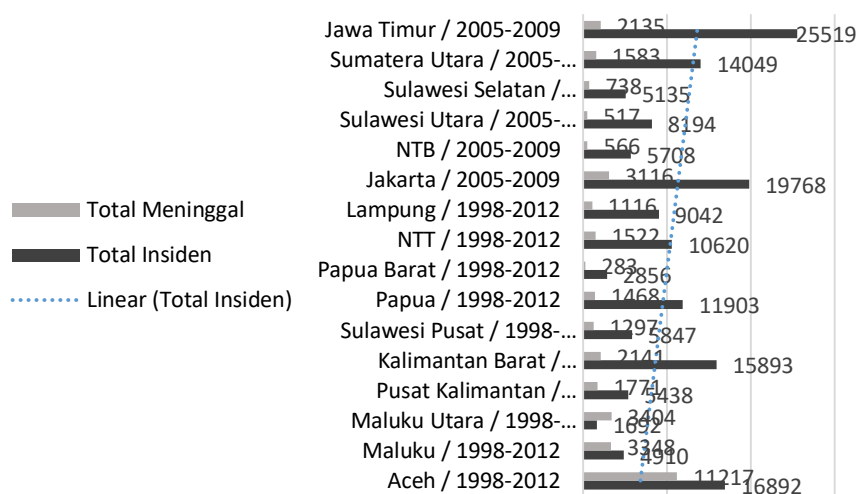 Jawa Timur / 2005-2009 2135 25519
Sumatera Utara / 2005-... 1583 14049
Sulawesi Selatan /... 738 5135
Sulawesi Utara / 2005-... 517 8194
NTB / 2005-2009 566 5708
Jakarta / 2005-2009 3116 19768
Lampung / 1998-2012 1116 9042
NTT / 1998-2012 1522 10620
Papua Barat / 1998-2012 283 2856
Papua / 1998-2012 1468 11903
Sulawesi Pusat / 1998-... 1297 5847
Kalimantan Barat /... 2141 15893
Pusat Kalimantan /... 1771 5438
Maluku Utara / 1998-... 3404 1692
Maluku / 1998-2012 3348 4910
Aceh / 1998-2012 11217 16892
Total Meninggal
Total Insiden
Linear (Total Insiden)